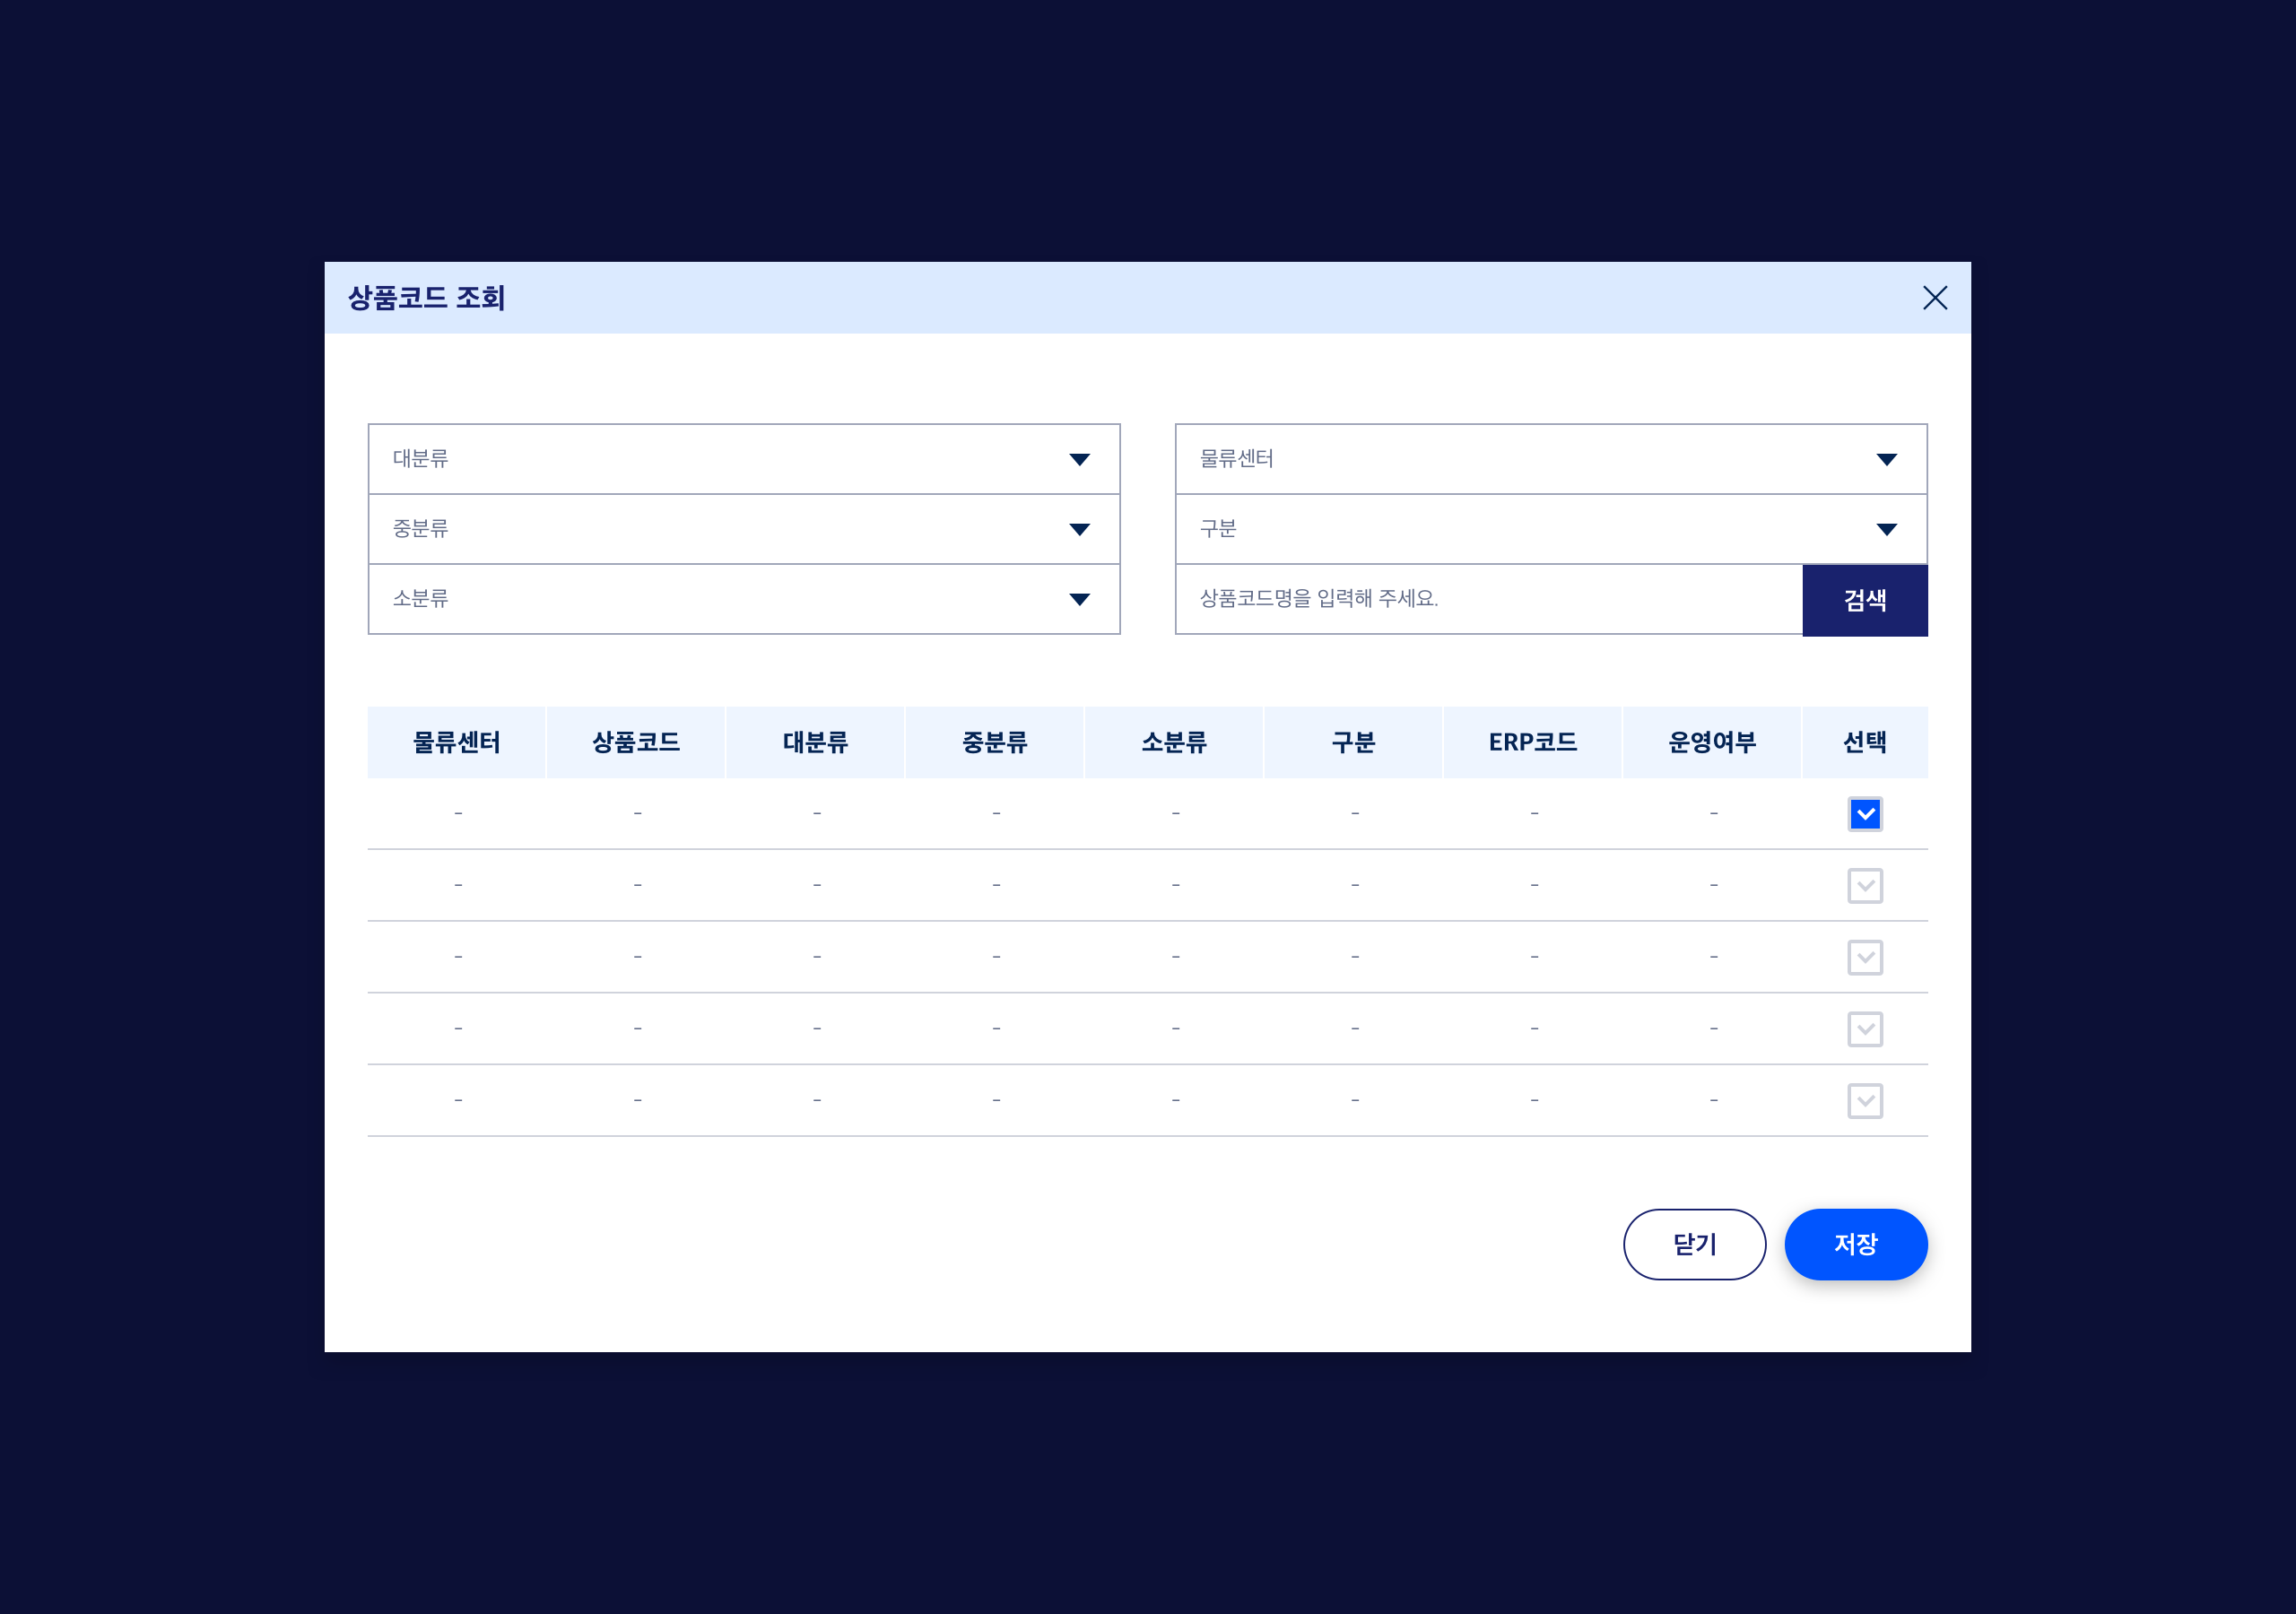 상품코드 조회
대분류
중분류
소분류
물류센터
구분
상품코드명을 입력해 주세요. 검색
물류센터 상품코드 대분류 중분류 소분류 구분 ERP코드 운영여부 선택
- - - - - - - -
- - - - - - - -
- - - - - - - -
- - - - - - - -
- - - - - - - -
닫기 저장